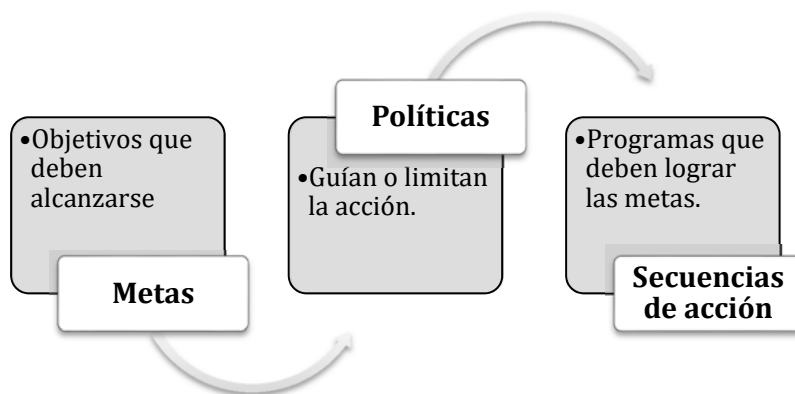 •Objetivos que
deben
alcanzarse
Metas
Políticas
•Guían o limitan
la acción.
•Programas que
deben lograr
las metas.
Secuencias
de acción